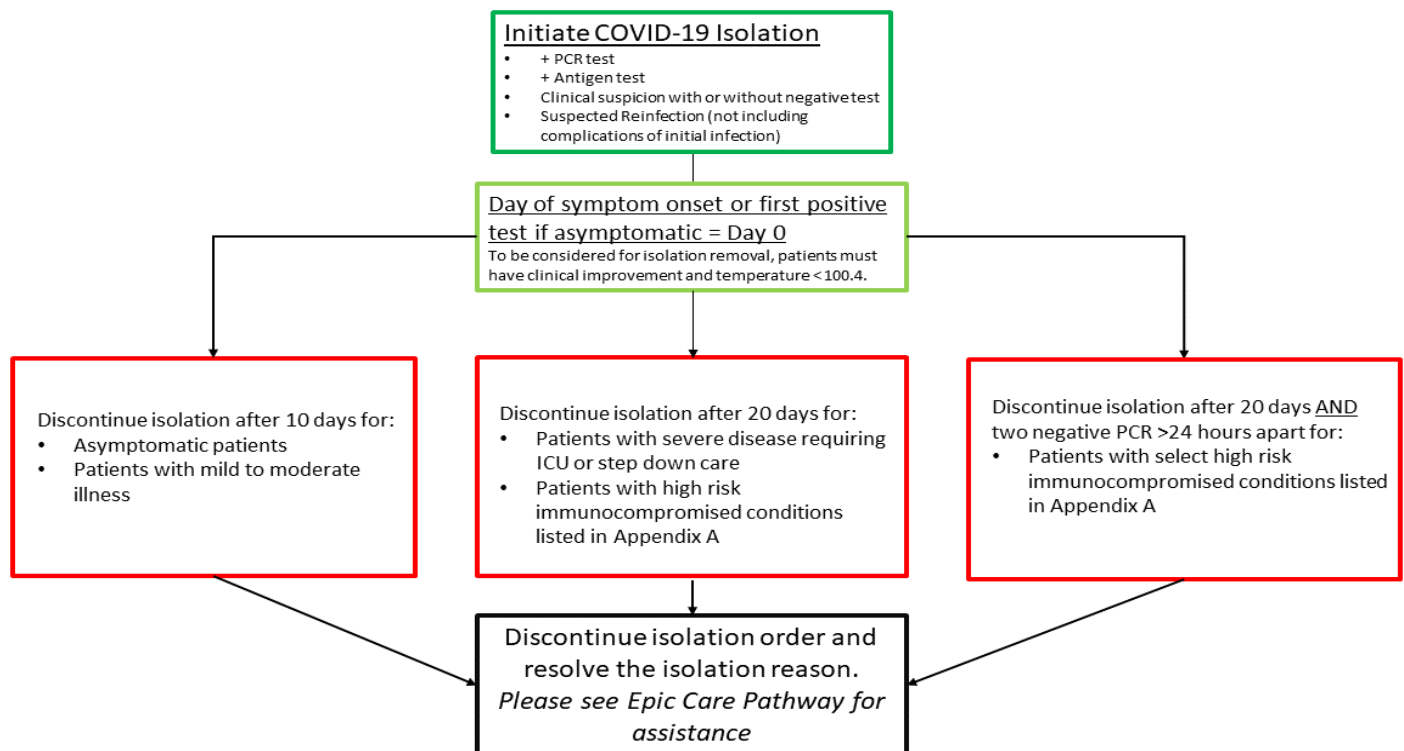 Initiate COVID-19 Isolation
• + PCR test
• + Antigen test
• Clinical suspicion with or without negative test
• Suspected Reinfection (not including
complications of initial infection)
Day of symptom onset or first positive
test if asymptomatic = Day 0
To be considered for isolation removal, patients must
have clinical improvement and temperature <100.4.
Discontinue isolation after 10 days for:
• Asymptomatic patients
• Patients with mild to moderate
illness
Discontinue isolation after 20 days for:
• Patients with severe disease requiring
ICU or step down care
• Patients with high risk
immunocompromised conditions
listed in Appendix A
Discontinue isolation after 20 days AND
two negative PCR >24 hours apart for:
• Patients with select high risk
immunocompromised conditions listed
in Appendix A
Discontinue isolation order and
resolve the isolation reason.
Please see Epic Care Pathway for
assistance